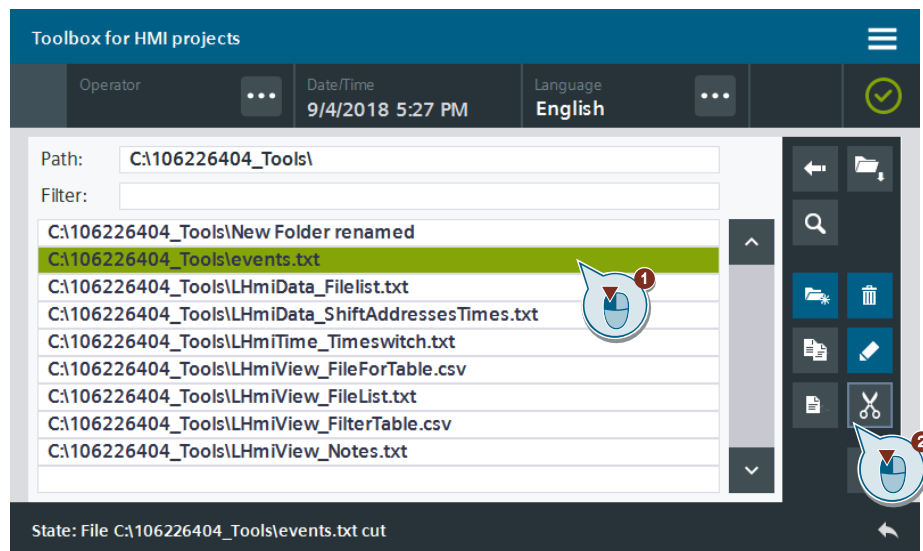 Toolbox for HMI projects
Operator
Date/Time
9/4/2018 5:27 PM
Language
English
Path: C:\106226404_Tools\
Filter:
C:\106226404_Tools\New Folder renamed
C:\106226404_Tools\events.txt
C:\106226404_Tools\LHmiData_Filelist.txt
C:\106226404_Tools\LHmiData_ShiftAddressesTimes.txt
C:\106226404_Tools\LHmiTime_Timeswitch.txt
C:\106226404_Tools\LHmiView_FileForTable.csv
C:\106226404_Tools\LHmiView_FileList.txt
C:\106226404_Tools\LHmiView_FilterTable.csv
C:\106226404_Tools\LHmiView_Notes.txt
1
2
State: File C:\106226404_Tools\events.txt cut